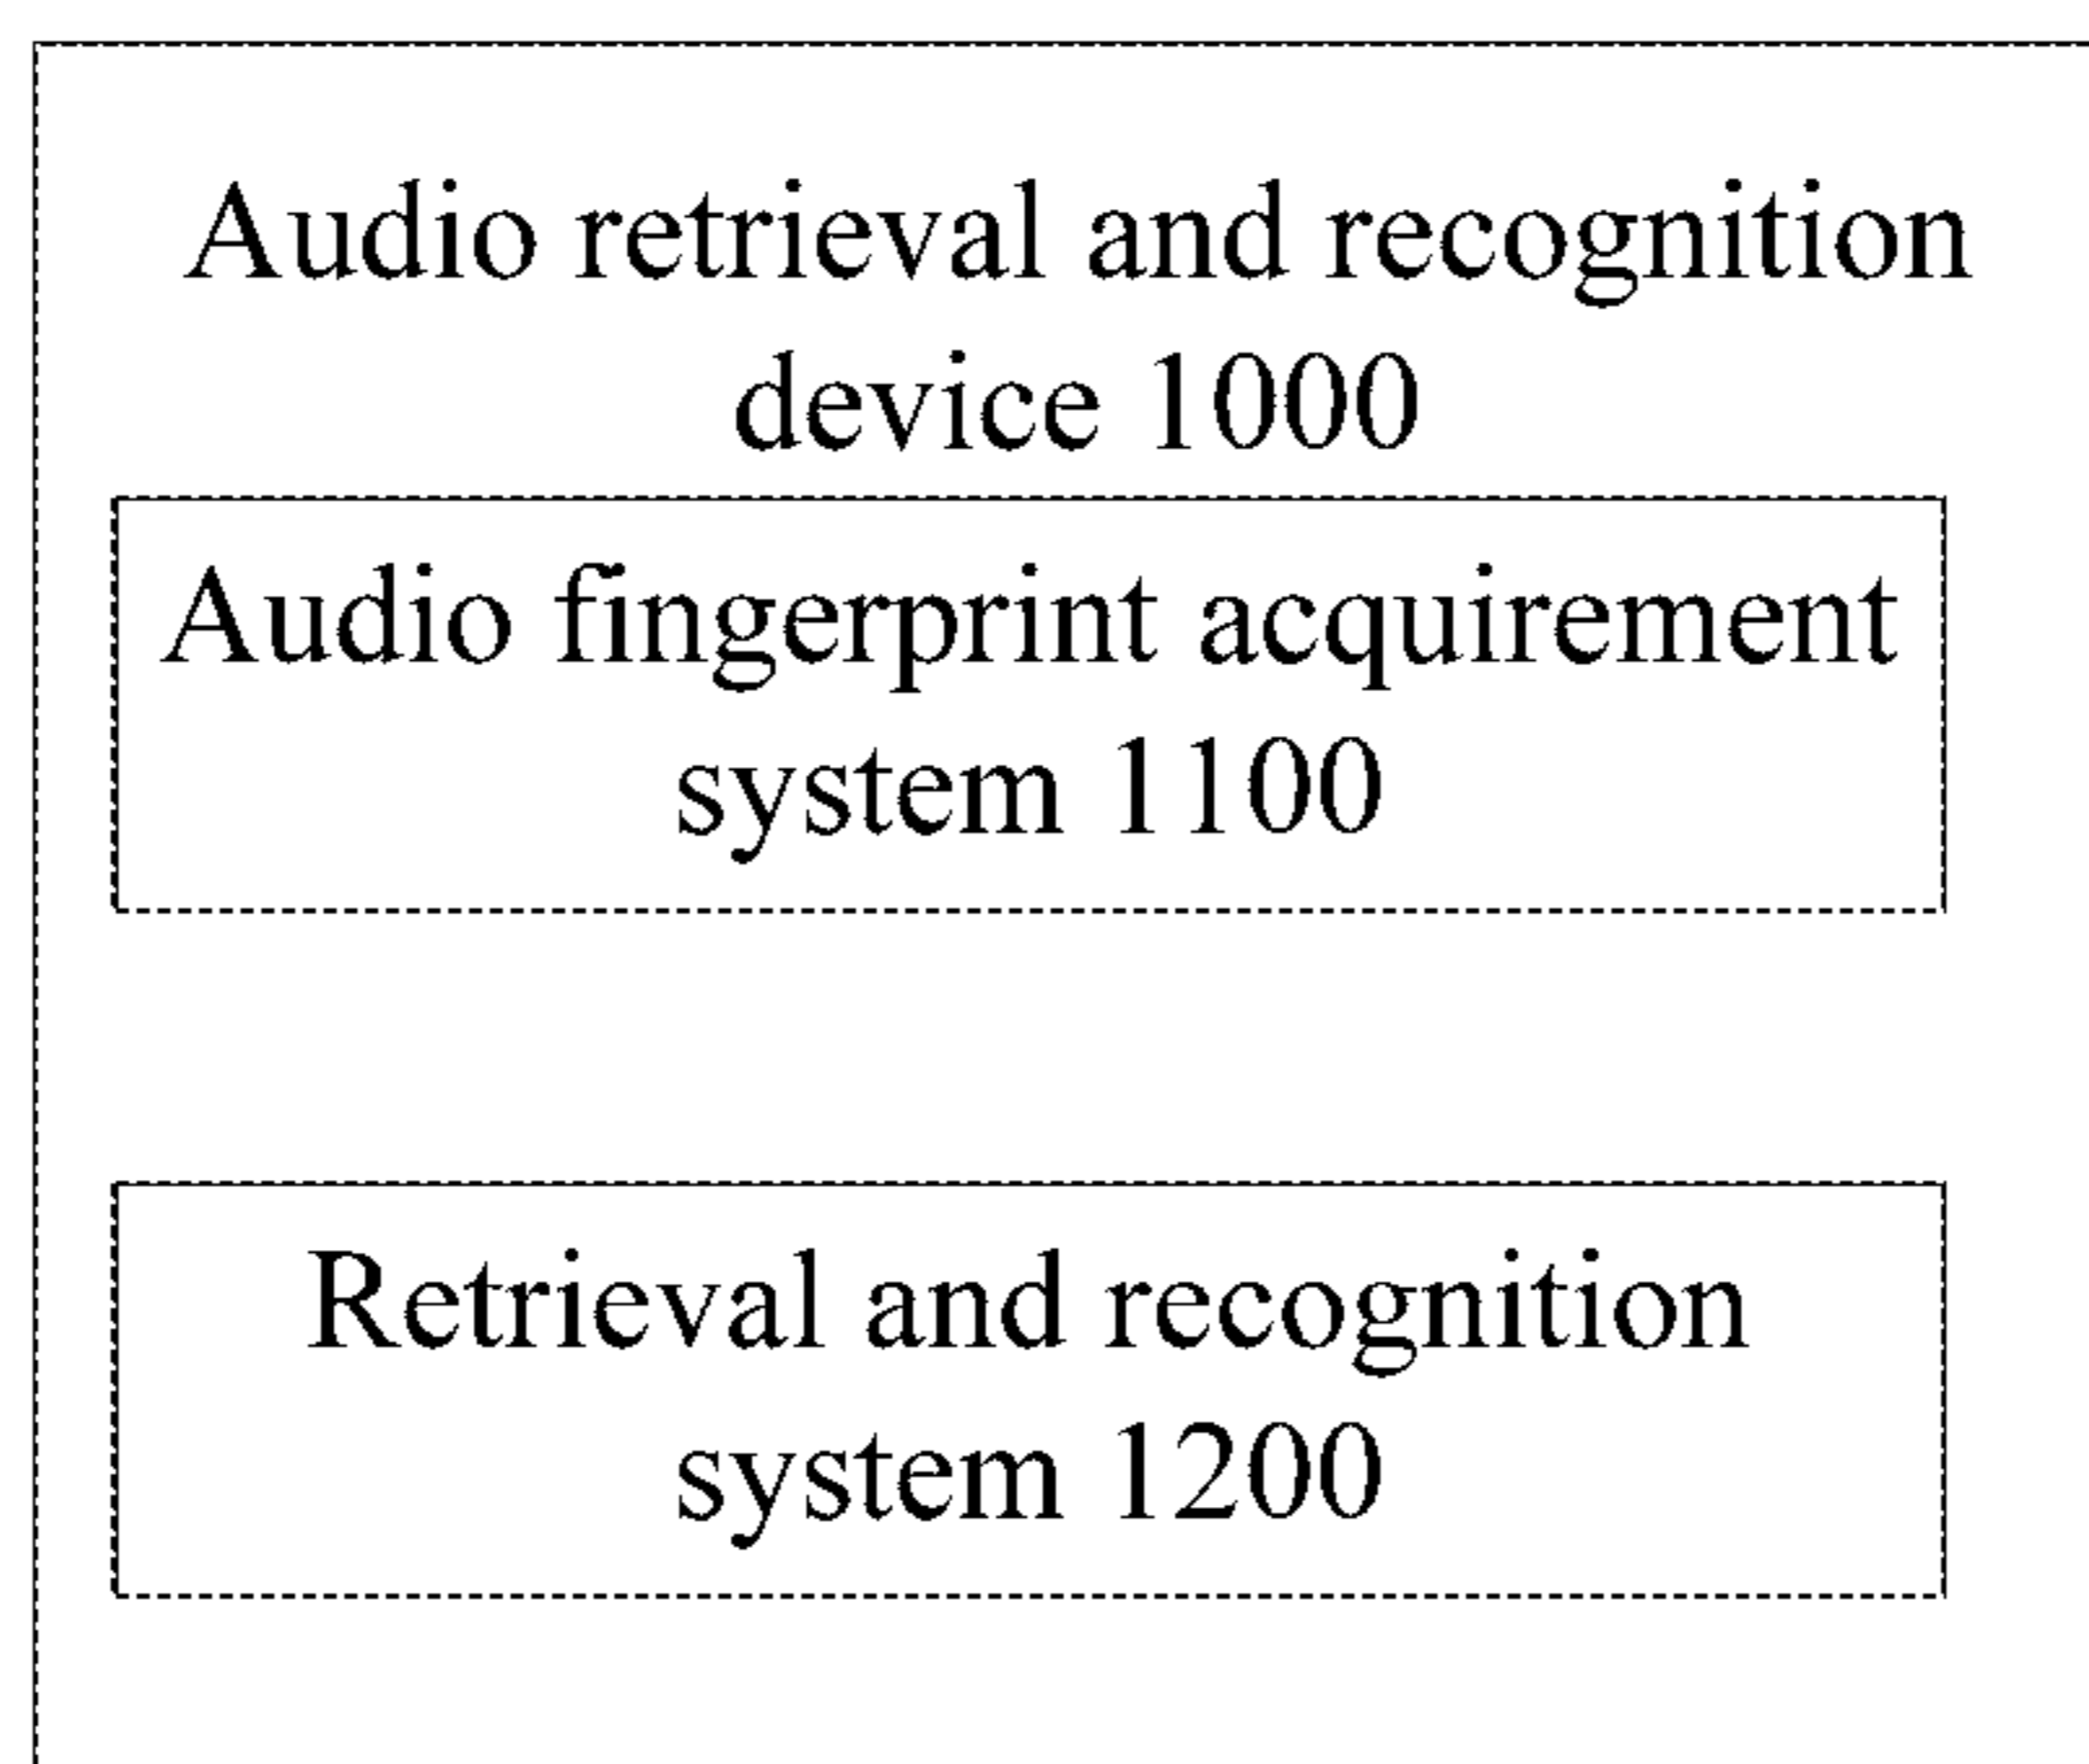 Audio retrieval and recognition
device 1000
Audio fingerprint acquirement
system 1100
Retrieval and recognition
system 1200